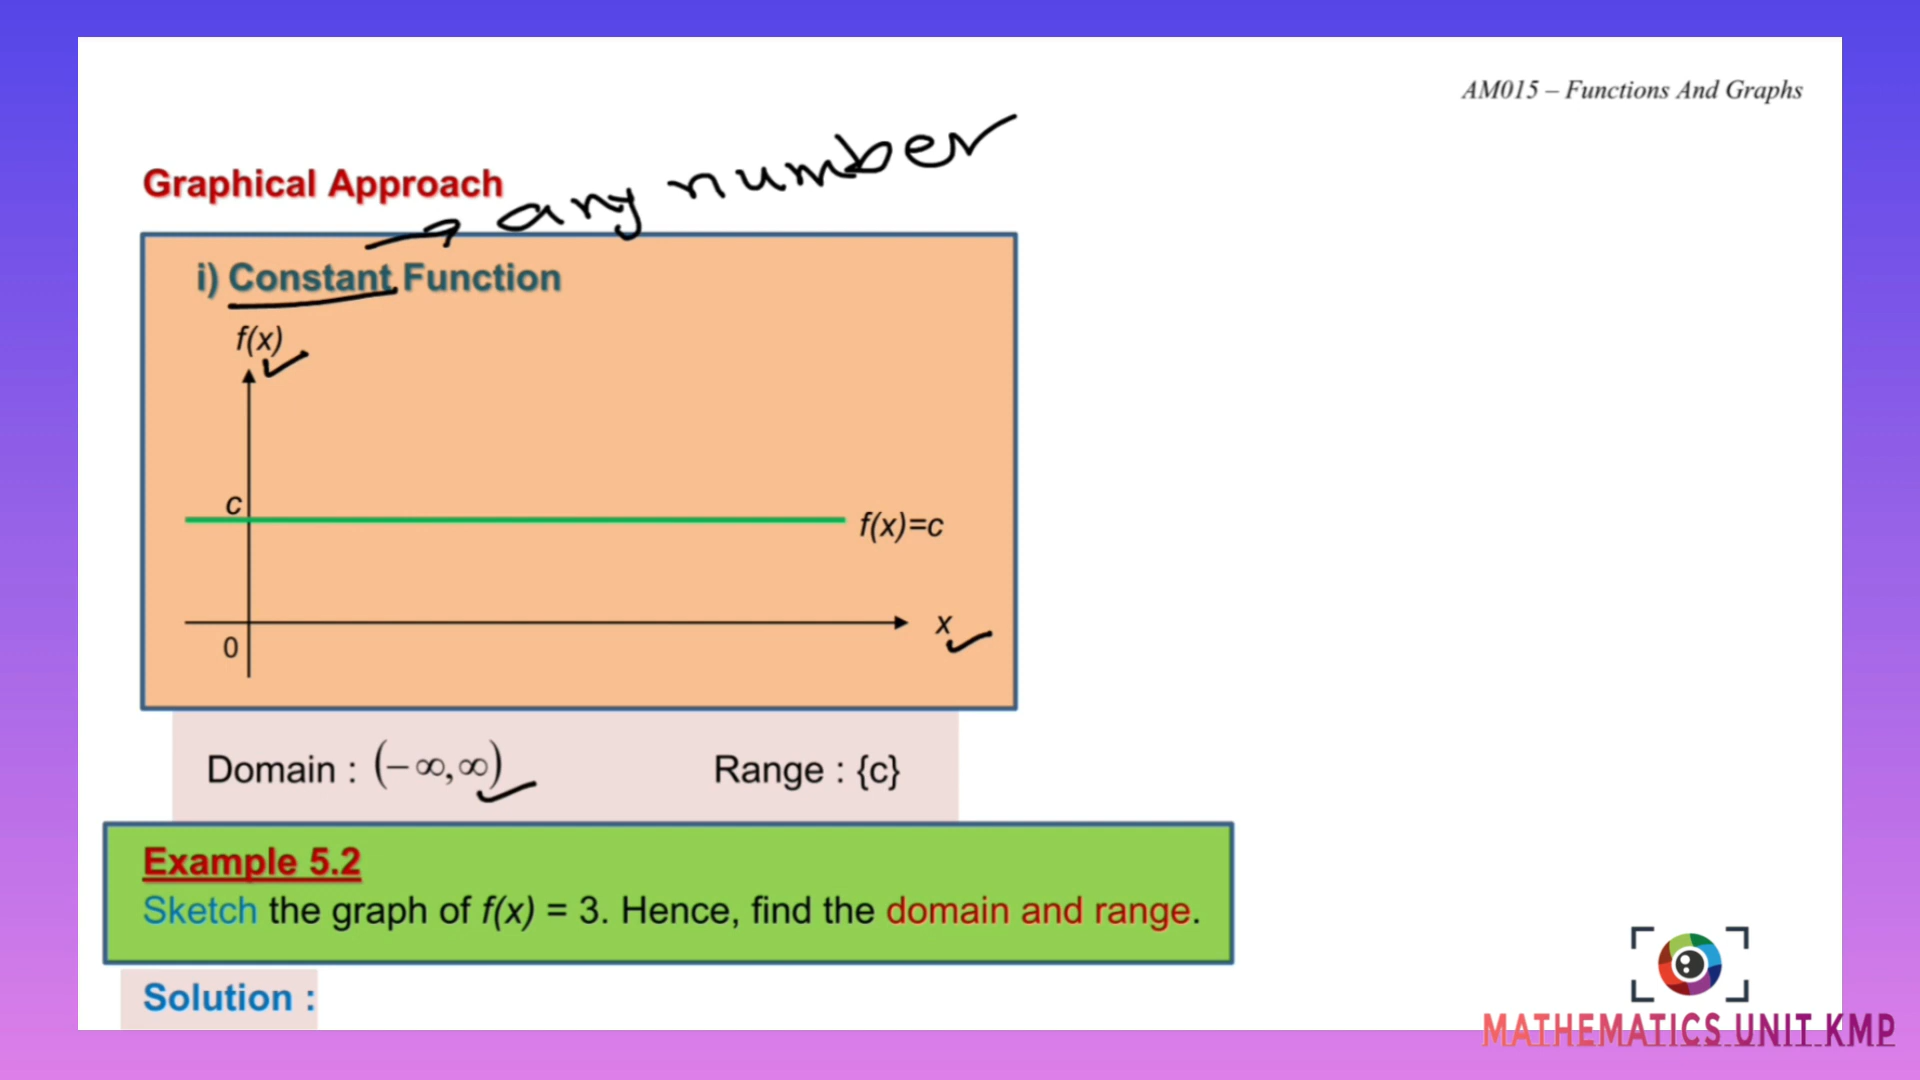 AM015 – Functions And Graphs
any number
Graphical Approach
i) Constant Function
f(x)
c
f(x)=c
x
0
Domain : (−∞,∞)
Range : {c}
Example 5.2
Sketch the graph of f(x) = 3. Hence, find the domain and range.
Solution :
MATHEMATICS UNIT KMP